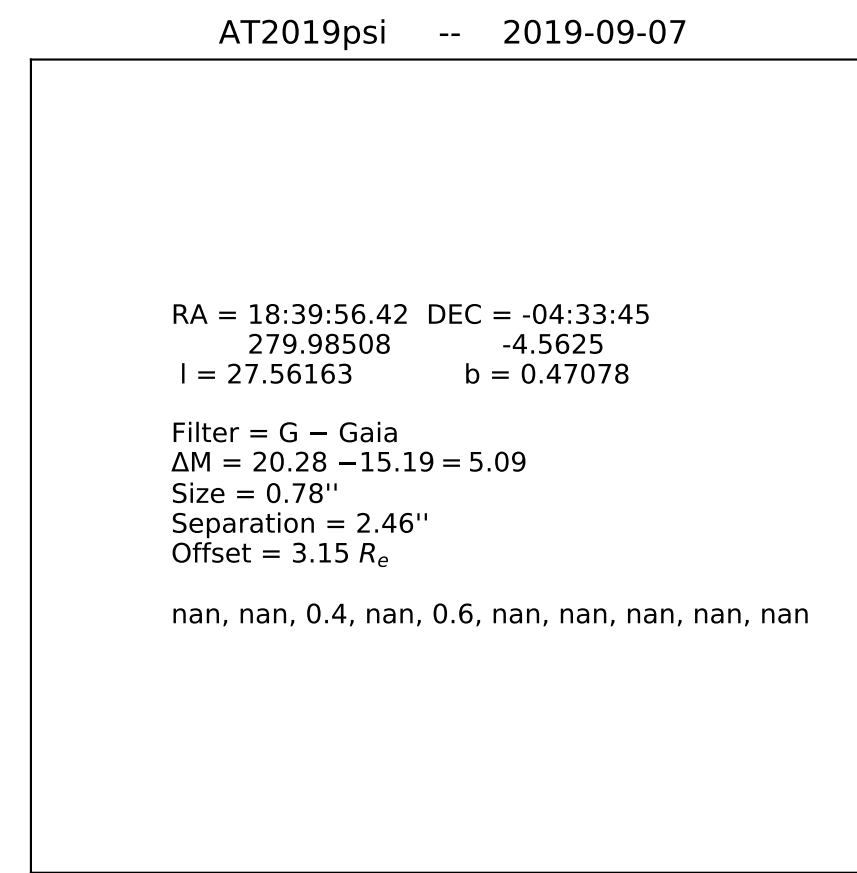 AT2019psi -- 2019-09-07
RA = 18:39:56.42 DEC = -04:33:45
279.98508 -4.5625
l = 27.56163 b = 0.47078
Filter = G − Gaia
ΔM = 20.28 −15.19 = 5.09
Size = 0.78''
Separation = 2.46''
Offset = 3.15 Re
nan, nan, 0.4, nan, 0.6, nan, nan, nan, nan, nan